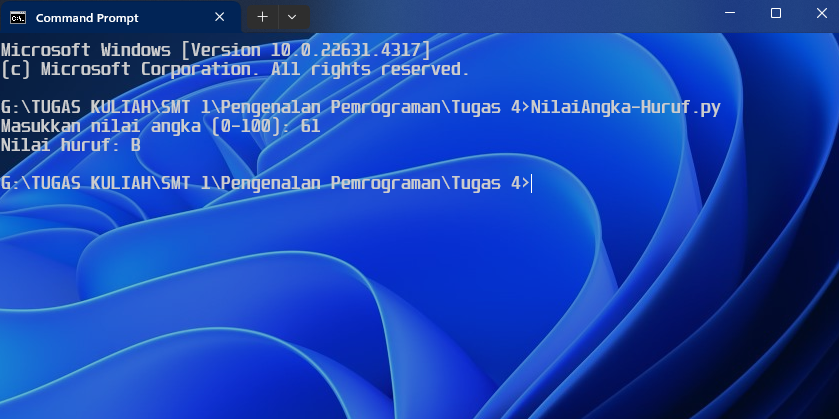 Command Prompt
Microsoft Windows [Version 10.0.22631.4317]
(c) Microsoft Corporation. All rights reserved.
G:\TUGAS KULIAH\SMT 1\Pengenalan Pemrograman\Tugas 4>NilaiAngka-Huruf.py
Masukkan nilai angka (0-100): 61
Nilai huruf: B
G:\TUGAS KULIAH\SMT 1\Pengenalan Pemrograman\Tugas 4>